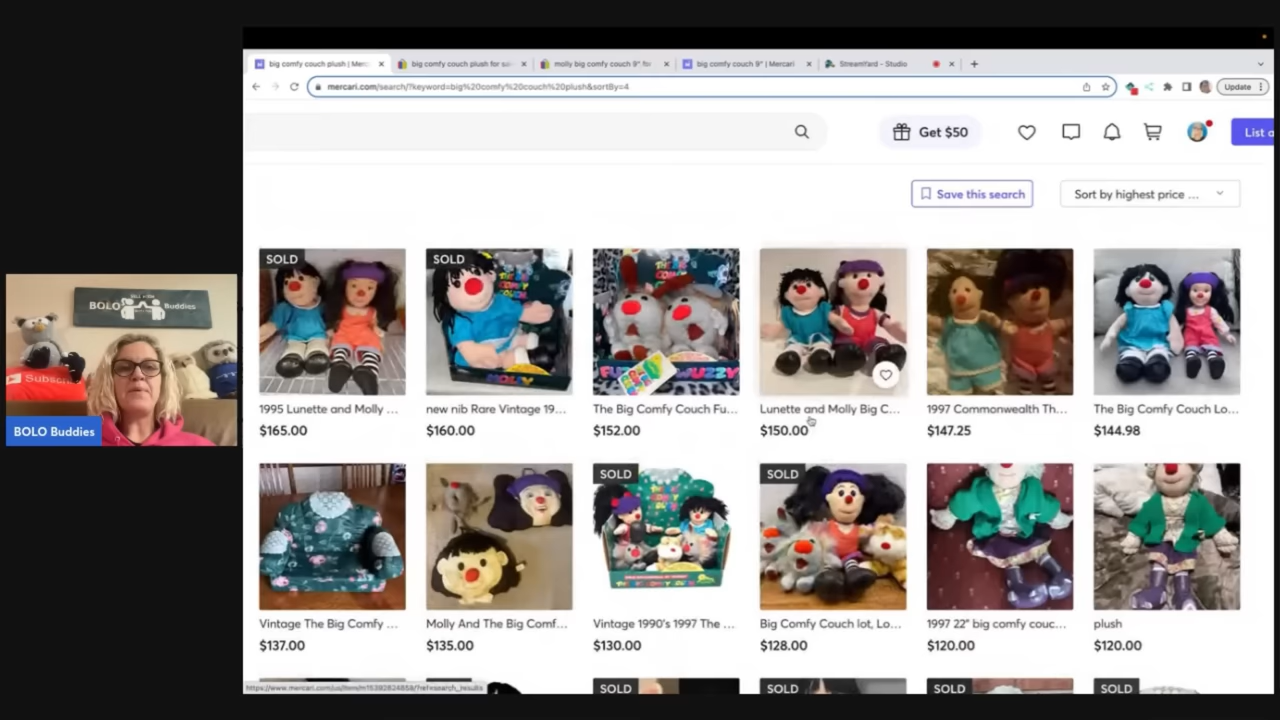 big comfy couch plush | Merc
big comfy couch plush for sal
molly big comfy couch 9" for
big comfy couch 9" | Mercari
StreamYard - Studio
mercari.com/search/?keyword=big%20comfy%20couch%20plush&sortBy=4
Update
Get $50
List a
Save this search
Sort by highest price ...
SOLD
SOLD
1995 Lunette and Molly ...
new nib Rare Vintage 19...
The Big Comfy Couch Fu...
Lunette and Molly Big C...
1997 Commonwealth Th...
The Big Comfy Couch Lo...
$165.00
$160.00
$152.00
$150.00
$147.25
$144.98
MOLLY
BOLO Buddies
Subscri
BOLO Buddies
SOLD
SOLD
Vintage The Big Comfy ...
Molly And The Big Comf...
Vintage 1990's 1997 The ...
Big Comfy Couch lot, Lo...
1997 22" big comfy couc...
plush
$137.00
$135.00
$130.00
$128.00
$120.00
$120.00
SOLD
SOLD
SOLD
SOLD